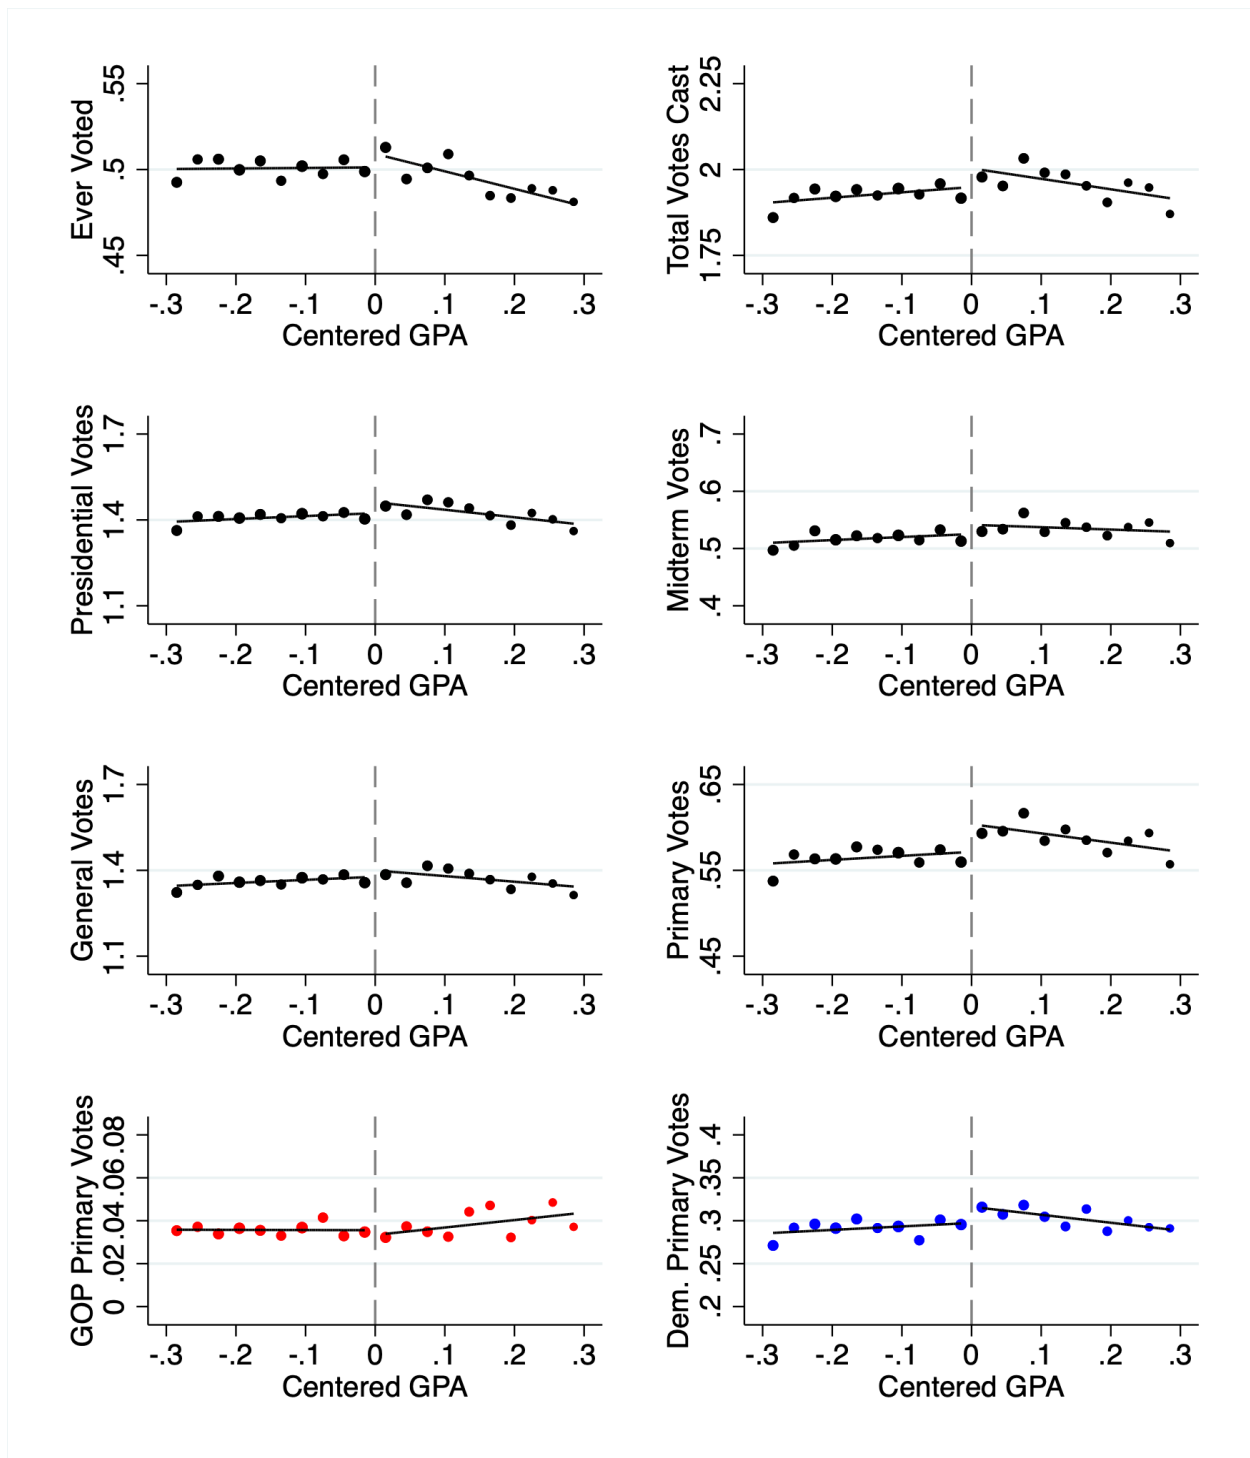 Ever Voted
.45 .5 .55
-.3 -.2 -.1 0 .1 .2 .3
Centered GPA
Total Votes Cast
1.75 2 2.25
-.3 -.2 -.1 0 .1 .2 .3
Centered GPA
Presidential Votes
1.1 1.4 1.7
-.3 -.2 -.1 0 .1 .2 .3
Centered GPA
Midterm Votes
.4 .5 .6 .7
-.3 -.2 -.1 0 .1 .2 .3
Centered GPA
General Votes
1.1 1.4 1.7
-.3 -.2 -.1 0 .1 .2 .3
Centered GPA
Primary Votes
.45 .55 .65
-.3 -.2 -.1 0 .1 .2 .3
Centered GPA
GOP Primary Votes
0 .02 .04 .06 .08
-.3 -.2 -.1 0 .1 .2 .3
Centered GPA
Dem. Primary Votes
.2 .25 .3 .35 .4
-.3 -.2 -.1 0 .1 .2 .3
Centered GPA